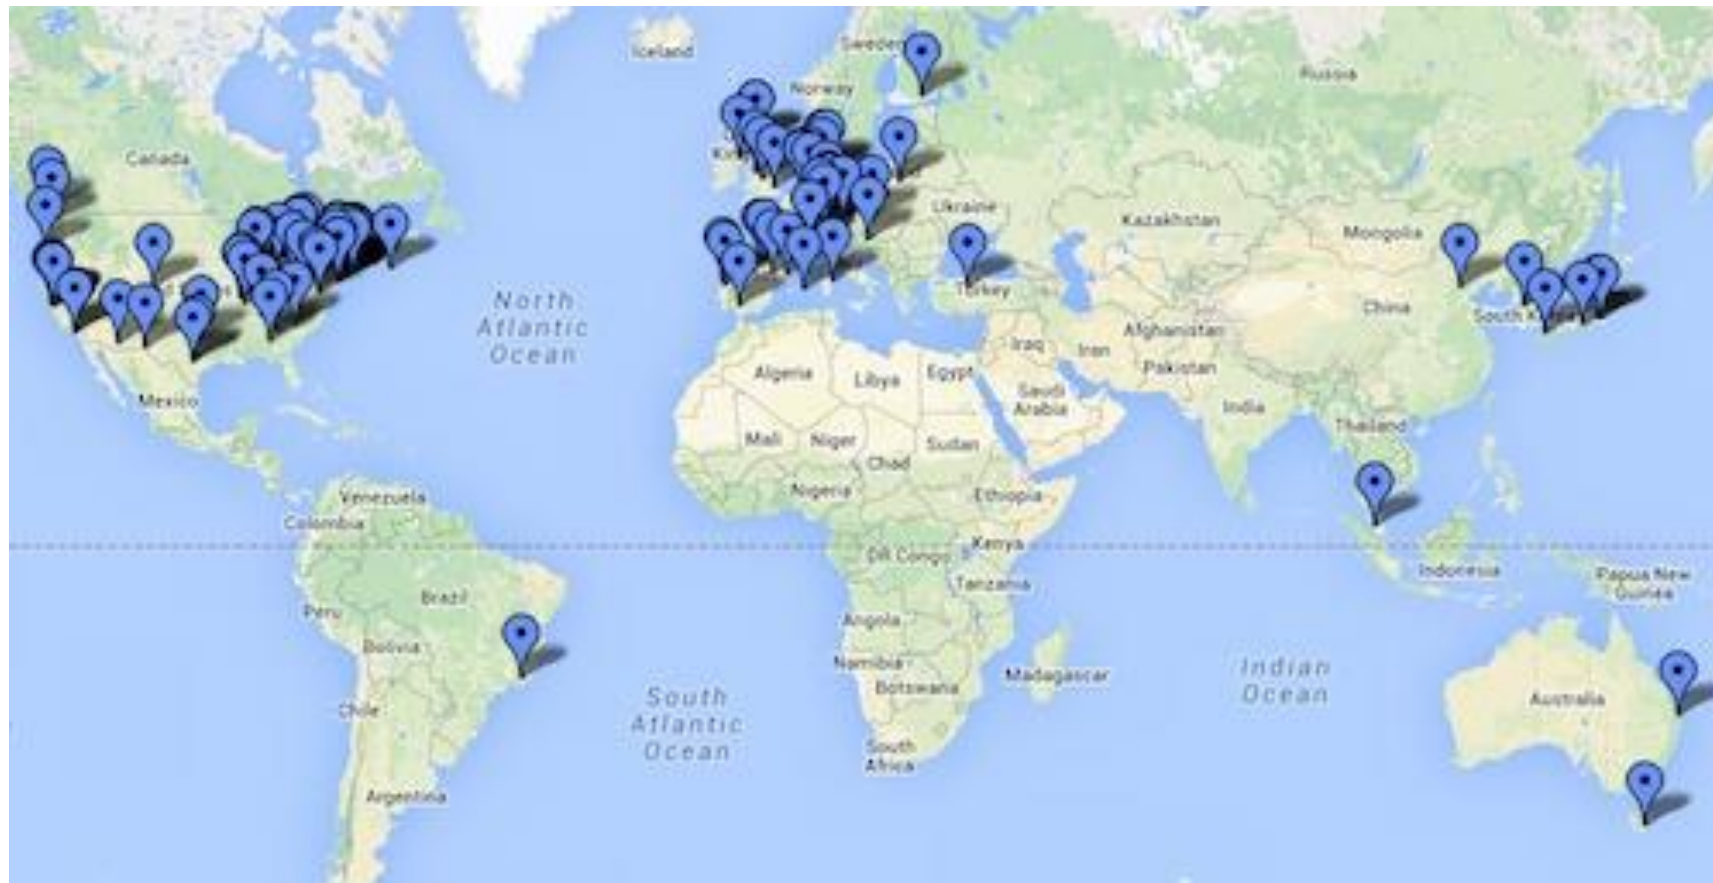 Iceland
Sweden
Norway
Russia
Canada
Ukraine
Kazakhstan
Mongolia
Turkey
China
South
North
Atlantic
Ocean
Afghanistan
Iraq
Iran
Pakistan
Algeria
Libya
Egypt
Saudi
Arabia
India
Mexico
Thailand
Mali
Niger
Sudan
Chad
Nigeria
Ethiopia
Venezuela
Colombia
DR Congo
Kenya
Indonesia
Papua New
Guinea
Tanzania
Brazil
Peru
Angola
Bolivia
Namibia
Botswana
Madagascar
Indian
Ocean
Australia
South
Atlantic
Ocean
Chile
South
Africa
Argentina